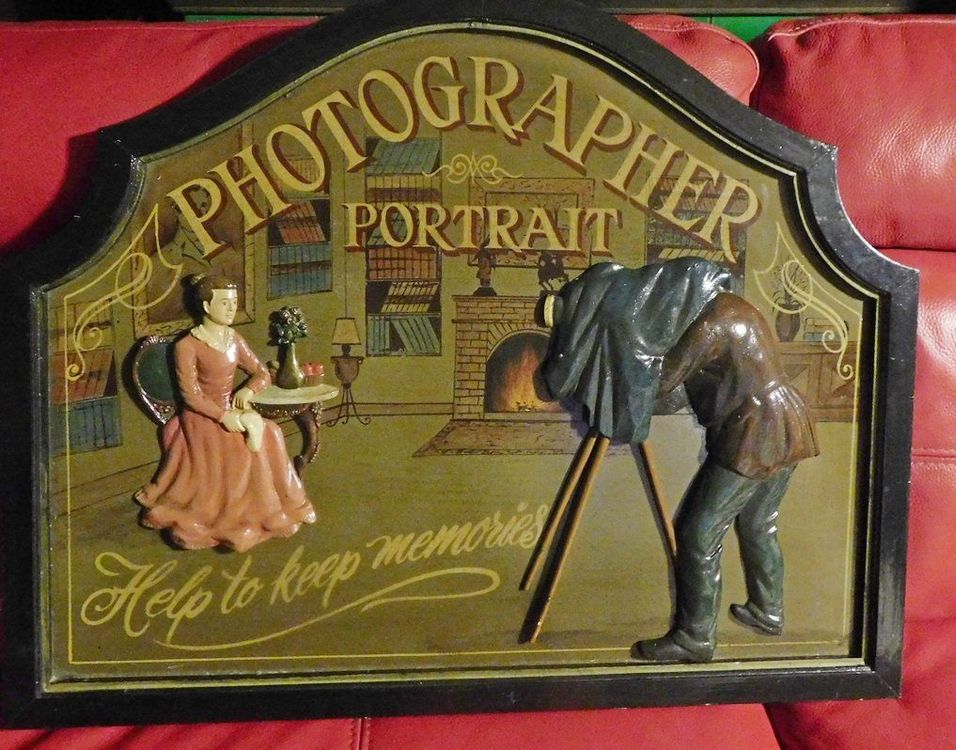 PHOTOGRAPHER
PORTRAIT
Help to keep memories